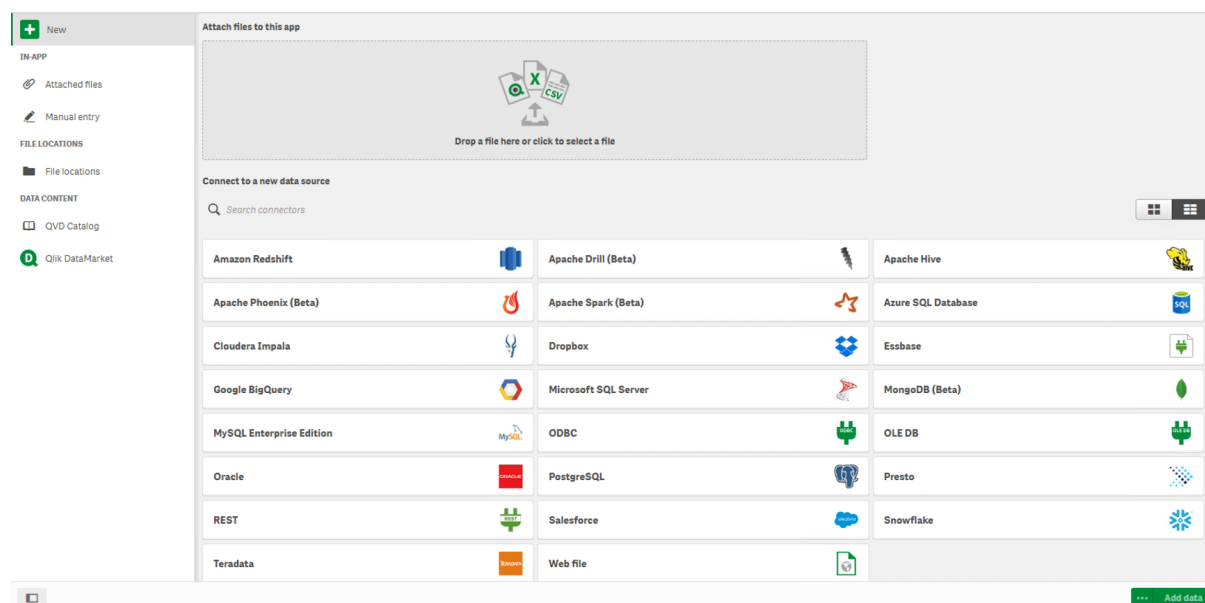 New
IN-APP
Attached files
Manual entry
FILE LOCATIONS
File locations
DATA CONTENT
QVD Catalog
D Qlik DataMarket
Attach files to this app
X
CSV
Drop a file here or click to select a file
Connect to a new data source
Search connectors
Amazon Redshift
Apache Drill (Beta)
Apache Hive
HIVE
Apache Phoenix (Beta)
Apache Spark (Beta)
Azure SQL Database
SQL
Cloudera Impala
Dropbox
Essbase
Google BigQuery
Microsoft SQL Server
MongoDB (Beta)
MySQL Enterprise Edition
MySQL
ODBC
ODBC
OLE DB
OLE DB
Oracle
ORACLE
PostgreSQL
Presto
REST
REST
Salesforce
salesforce
Snowflake
Teradata
TERADATA
Web file
Add data